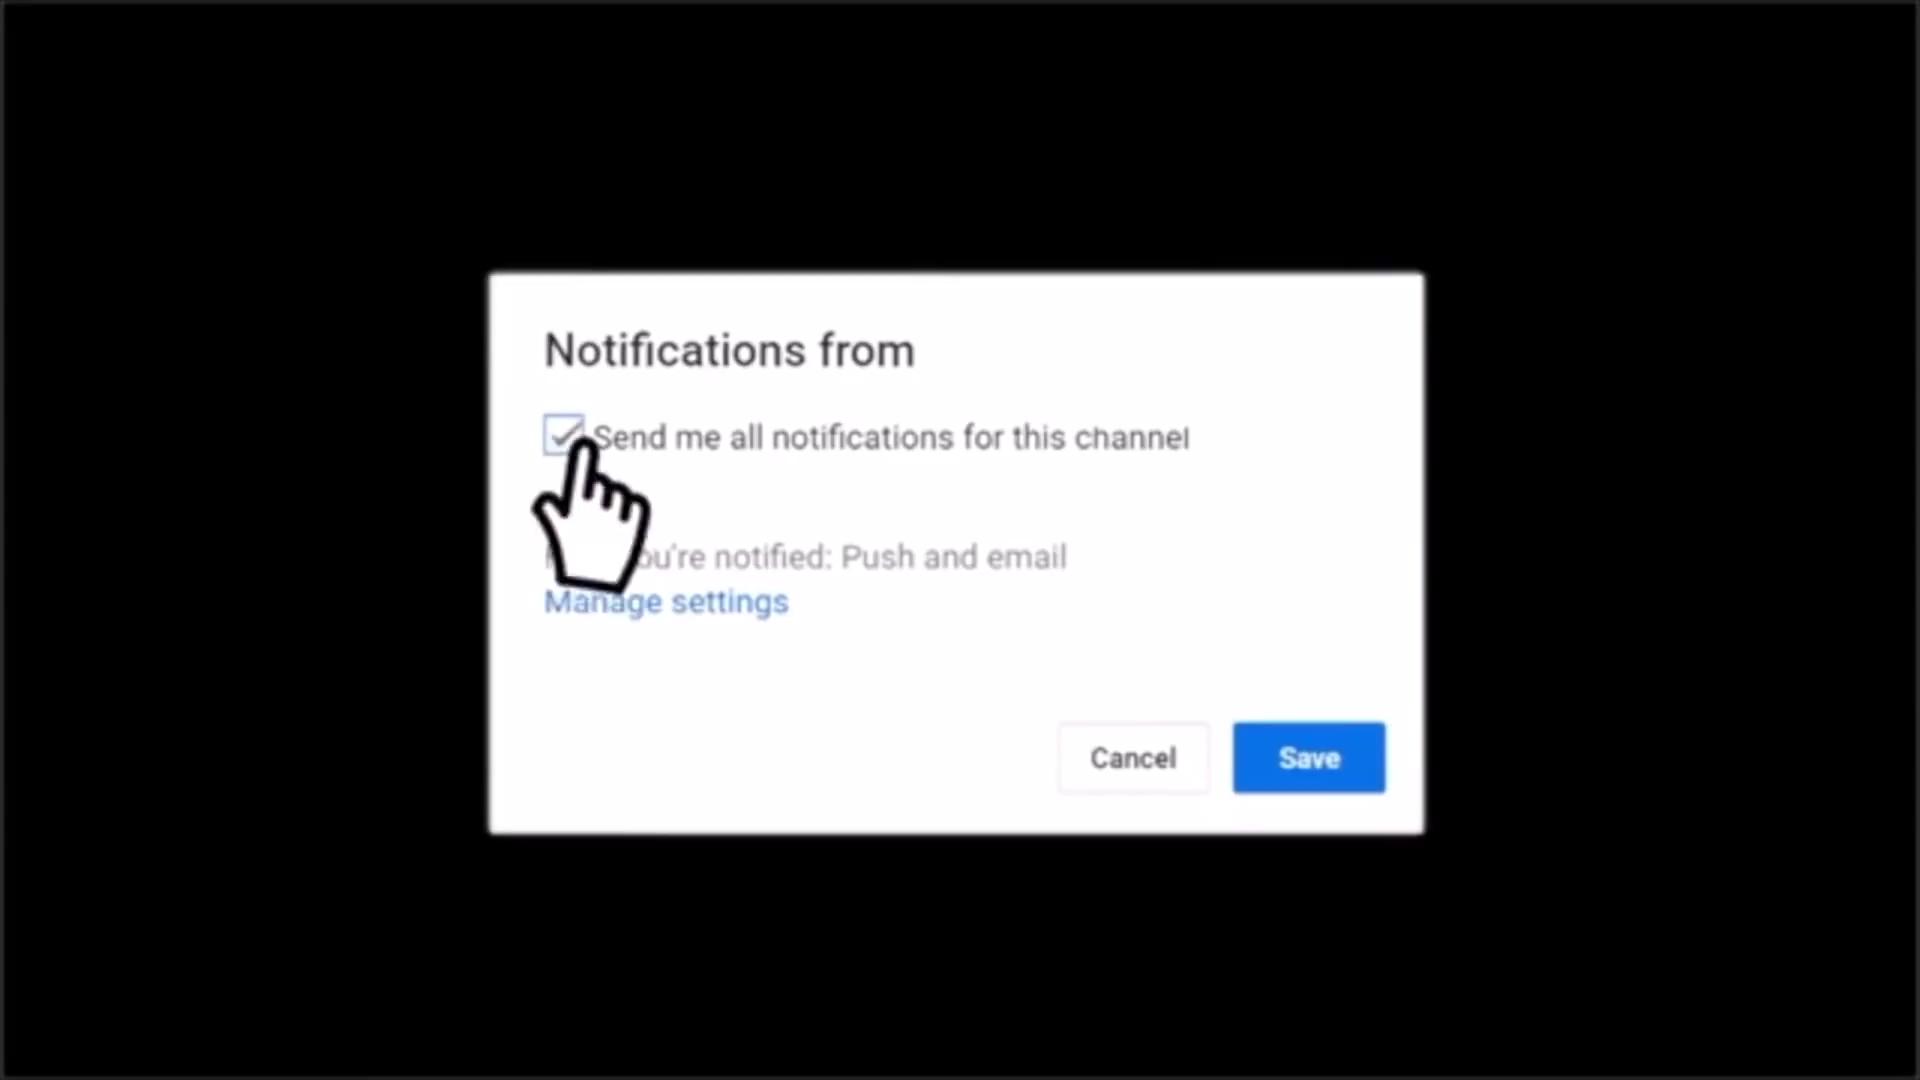 Notifications from
Send me all notifications for this channel
ou're notified: Push and email
Manage settings
Cancel
Save